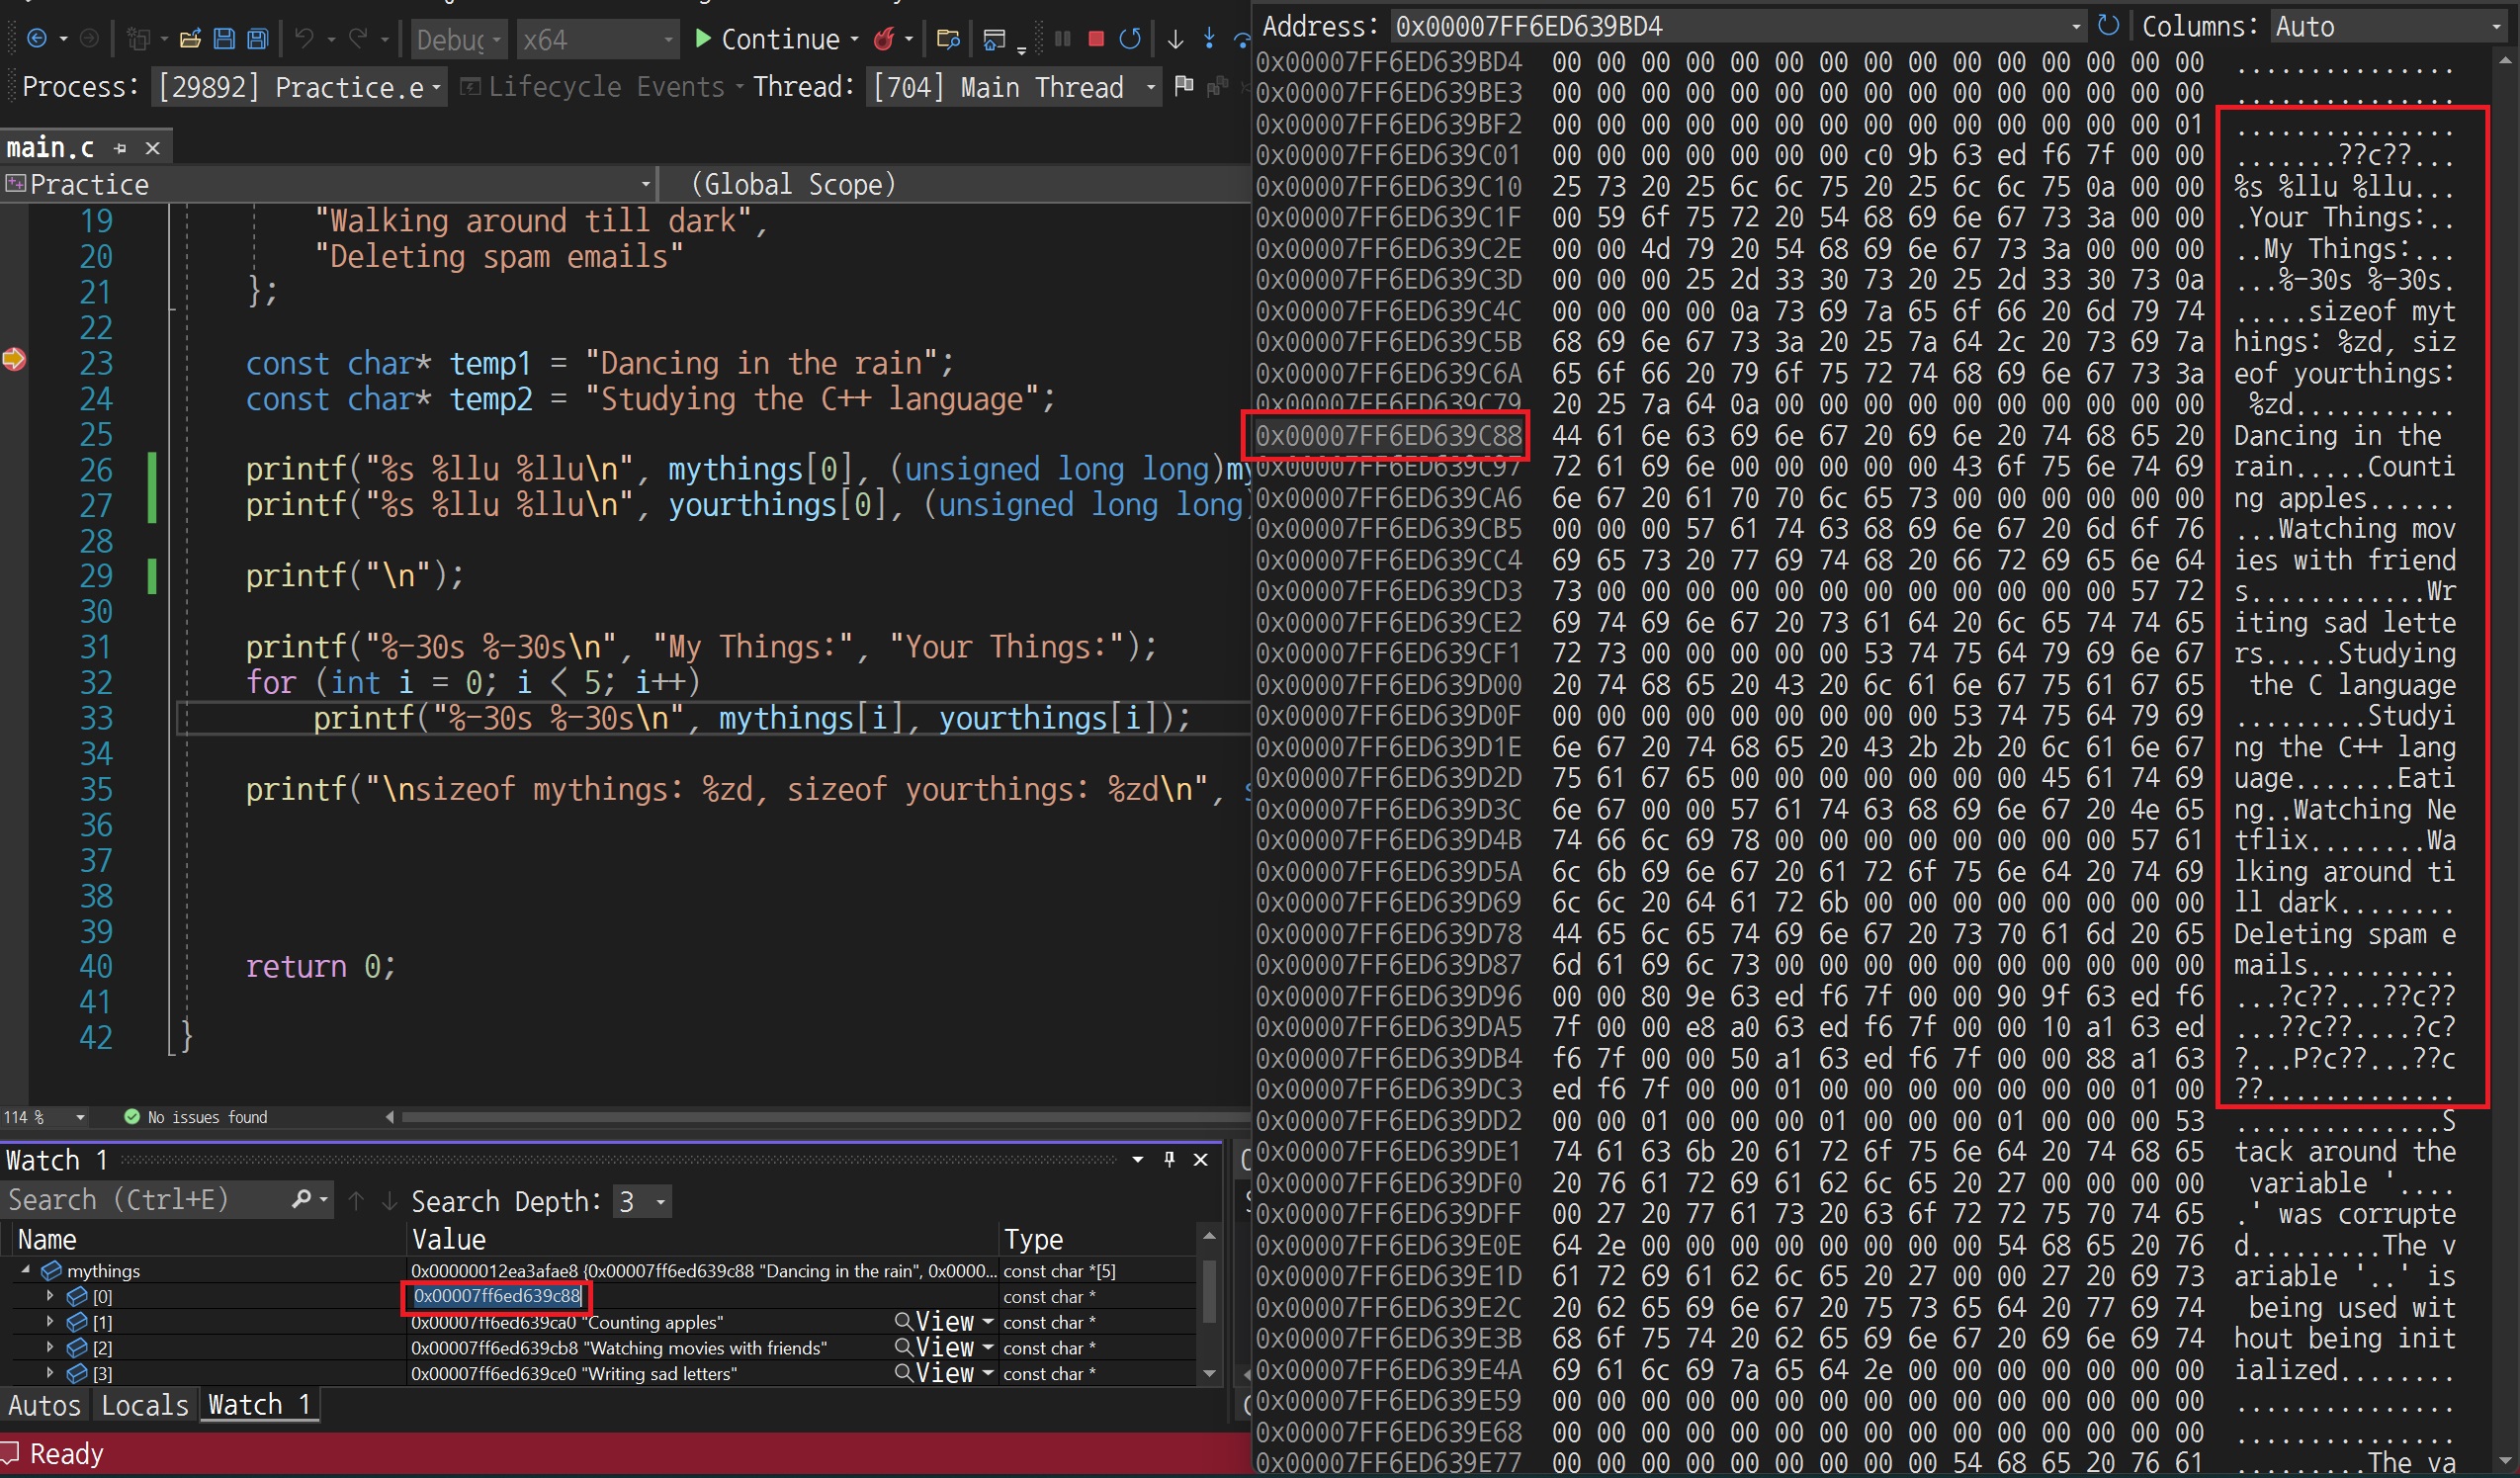 Debug x64 Continue
Process: [29892] Practice.e Lifecycle Events Thread: [704] Main Thread
main.c
Practice (Global Scope)
19 "Walking around till dark",
20 "Deleting spam emails"
21 };
22
23 const char* temp1 = "Dancing in the rain";
24 const char* temp2 = "Studying the C++ language";
25
26 printf("%s %llu %llu\n", mythings[0], (unsigned long long)my
27 printf("%s %llu %llu\n", yourthings[0], (unsigned long long)
28
29 printf("\n");
30
31 printf("%-30s %-30s\n", "My Things:", "Your Things:");
32 for (int i = 0; i < 5; i++)
33 printf("%-30s %-30s\n", mythings[i], yourthings[i]);
34
35 printf("\nsizeof mythings: %zd, sizeof yourthings: %zd\n", s
36
37
38
39
40 return 0;
41
42 }
114 % No issues found
Watch 1
Search (Ctrl+E) Search Depth: 3
Name Value Type
mythings 0x00000012ea3afae8 {0x00007ff6ed639c88 "Dancing in the rain", 0x0000... const char *[5]
[0] 0x00007ff6ed639c88 const char *
[1] 0x00007ff6ed639ca0 "Counting apples" View const char *
[2] 0x00007ff6ed639cb8 "Watching movies with friends" View const char *
[3] 0x00007ff6ed639ce0 "Writing sad letters" View const char *
Autos Locals Watch 1
Ready
Address: 0x00007FF6ED639BD4 Columns: Auto
0x00007FF6ED639BD4 00 00 00 00 00 00 00 00 00 00 00 00 00 00 00 ...............
0x00007FF6ED639BE3 00 00 00 00 00 00 00 00 00 00 00 00 00 00 00 ...............
0x00007FF6ED639BF2 00 00 00 00 00 00 00 00 00 00 00 00 00 00 01 ...............
0x00007FF6ED639C01 00 00 00 00 00 00 00 c0 9b 63 ed f6 7f 00 00 .......??c??...
0x00007FF6ED639C10 25 73 20 25 6c 6c 75 20 25 6c 6c 75 0a 00 00 %s %llu %llu...
0x00007FF6ED639C1F 00 59 6f 75 72 20 54 68 69 6e 67 73 3a 00 00 .Your Things:..
0x00007FF6ED639C2E 00 00 4d 79 20 54 68 69 6e 67 73 3a 00 00 00 ..My Things:...
0x00007FF6ED639C3D 00 00 00 25 2d 33 30 73 20 25 2d 33 30 73 0a ...%-30s %-30s.
0x00007FF6ED639C4C 00 00 00 00 0a 73 69 7a 65 6f 66 20 6d 79 74 .....sizeof myt
0x00007FF6ED639C5B 68 69 6e 67 73 3a 20 25 7a 64 2c 20 73 69 7a hings: %zd, siz
0x00007FF6ED639C6A 65 6f 66 20 79 6f 75 72 74 68 69 6e 67 73 3a eof yourthings:
0x00007FF6ED639C79 20 25 7a 64 0a 00 00 00 00 00 00 00 00 00 00 %zd...........
0x00007FF6ED639C88 44 61 6e 63 69 6e 67 20 69 6e 20 74 68 65 20 Dancing in the
0x00007FF6ED639C97 72 61 69 6e 00 00 00 00 00 43 6f 75 6e 74 69 rain.....Counti
0x00007FF6ED639CA6 6e 67 20 61 70 70 6c 65 73 00 00 00 00 00 00 ng apples......
0x00007FF6ED639CB5 00 00 00 57 61 74 63 68 69 6e 67 20 6d 6f 76 ...Watching mov
0x00007FF6ED639CC4 69 65 73 20 77 69 74 68 20 66 72 69 65 6e 64 ies with friend
0x00007FF6ED639CD3 73 00 00 00 00 00 00 00 00 00 00 00 00 57 72 s............Wr
0x00007FF6ED639CE2 69 74 69 6e 67 20 73 61 64 20 6c 65 74 74 65 iting sad lette
0x00007FF6ED639CF1 72 73 00 00 00 00 00 53 74 75 64 79 69 6e 67 rs.....Studying
0x00007FF6ED639D00 20 74 68 65 20 43 20 6c 61 6e 67 75 61 67 65 the C language
0x00007FF6ED639D0F 00 00 00 00 00 00 00 00 00 53 74 75 64 79 69 .........Studyi
0x00007FF6ED639D1E 6e 67 20 74 68 65 20 43 2b 2b 20 6c 61 6e 67 ng the C++ lang
0x00007FF6ED639D2D 75 61 67 65 00 00 00 00 00 00 00 45 61 74 69 uage.......Eati
0x00007FF6ED639D3C 6e 67 00 00 57 61 74 63 68 69 6e 67 20 4e 65 ng..Watching Ne
0x00007FF6ED639D4B 74 66 6c 69 78 00 00 00 00 00 00 00 00 57 61 tflix........Wa
0x00007FF6ED639D5A 6c 6b 69 6e 67 20 61 72 6f 75 6e 64 20 74 69 lking around ti
0x00007FF6ED639D69 6c 6c 20 64 61 72 6b 00 00 00 00 00 00 00 00 ll dark........
0x00007FF6ED639D78 44 65 6c 65 74 69 6e 67 20 73 70 61 6d 20 65 Deleting spam e
0x00007FF6ED639D87 6d 61 69 6c 73 00 00 00 00 00 00 00 00 00 00 mails..........
0x00007FF6ED639D96 00 00 80 9e 63 ed f6 7f 00 00 90 9f 63 ed f6 ...?c??...??c??
0x00007FF6ED639DA5 7f 00 00 e8 a0 63 ed f6 7f 00 00 10 a1 63 ed ...??c??....?c?
0x00007FF6ED639DB4 f6 7f 00 00 50 a1 63 ed f6 7f 00 00 88 a1 63 ?...P?c??...??c
0x00007FF6ED639DC3 ed f6 7f 00 00 01 00 00 00 00 00 00 00 01 00 ??.............
0x00007FF6ED639DD2 00 00 01 00 00 00 01 00 00 00 01 00 00 00 53 ..............S
0x00007FF6ED639DE1 74 61 63 6b 20 61 72 6f 75 6e 64 20 74 68 65 tack around the
0x00007FF6ED639DF0 20 76 61 72 69 61 62 6c 65 20 27 00 00 00 00 variable '....
0x00007FF6ED639DFF 00 27 20 77 61 73 20 63 6f 72 72 75 70 74 65 .' was corrupte
0x00007FF6ED639E0E 64 2e 00 00 00 00 00 00 00 00 54 68 65 20 76 d.........The v
0x00007FF6ED639E1D 61 72 69 61 62 6c 65 20 27 00 00 27 20 69 73 ariable '..' is
0x00007FF6ED639E2C 20 62 65 69 6e 67 20 75 73 65 64 20 77 69 74 being used wit
0x00007FF6ED639E3B 68 6f 75 74 20 62 65 69 6e 67 20 69 6e 69 74 hout being init
0x00007FF6ED639E4A 69 61 6c 69 7a 65 64 2e 00 00 00 00 00 00 00 ialized........
0x00007FF6ED639E59 00 00 00 00 00 00 00 00 00 00 00 00 00 00 00 ...............
0x00007FF6ED639E68 00 00 00 00 00 00 00 00 00 00 00 00 00 00 00 ...............
0x00007FF6ED639E77 00 00 00 00 00 00 00 00 00 54 68 65 20 76 61 .........The va